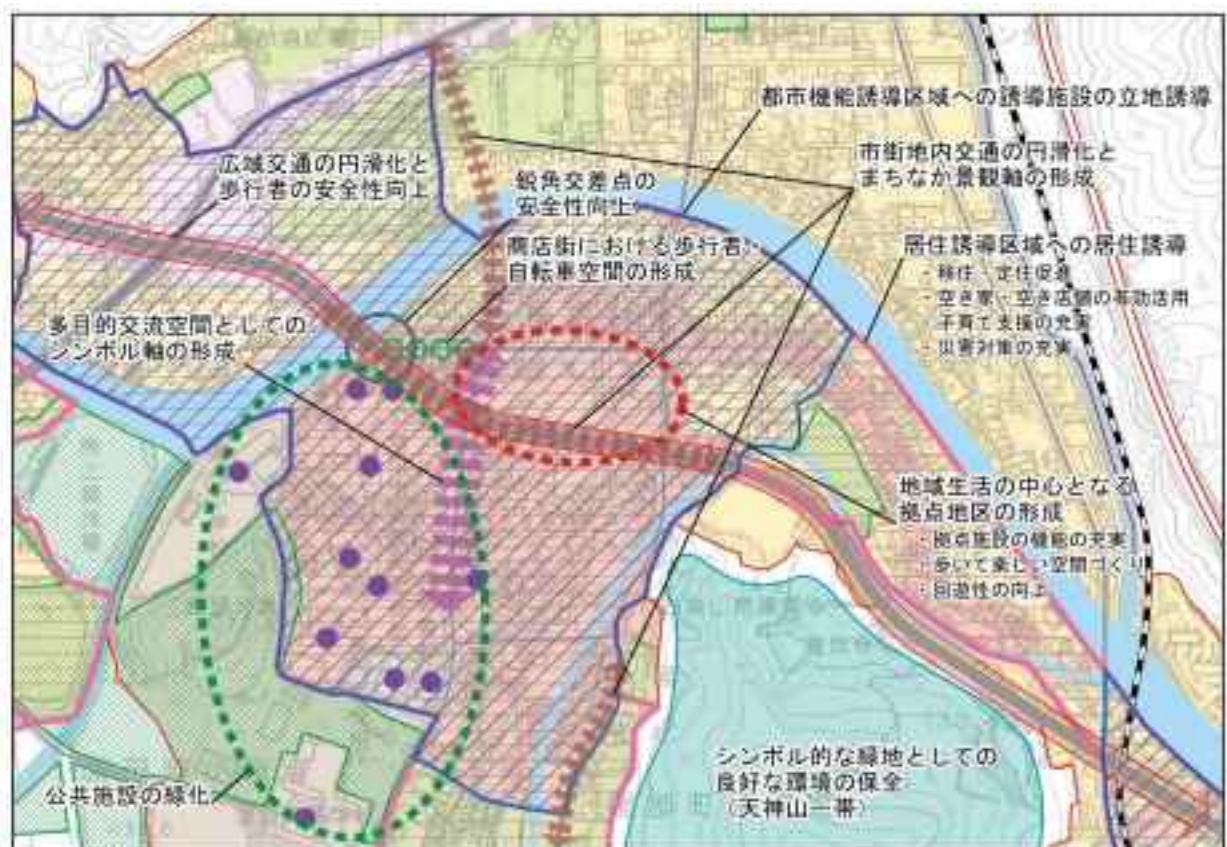 都市機能誘導区域への誘導施設の立地誘導
広域交通の円滑化と
歩行者の安全性向上
鋭角交差点の
安全性向上
市街地内交通の円滑化と
まちなか景観軸の形成
商店街における歩行者・
自転車空間の形成
居住誘導区域への居住誘導
・移住・定住促進
・空き家・空き店舗の有効活用
・子育て支援の充実
・災害対策の充実
多目的交流空間としての
シンボル軸の形成
地域生活の中心となる
拠点地区の形成
・拠点施設の機能の充実
・歩いて楽しい空間づくり
・回遊性の向上
シンボル的な緑地としての
良好な環境の保全
（天神山一帯）
公共施設の緑化